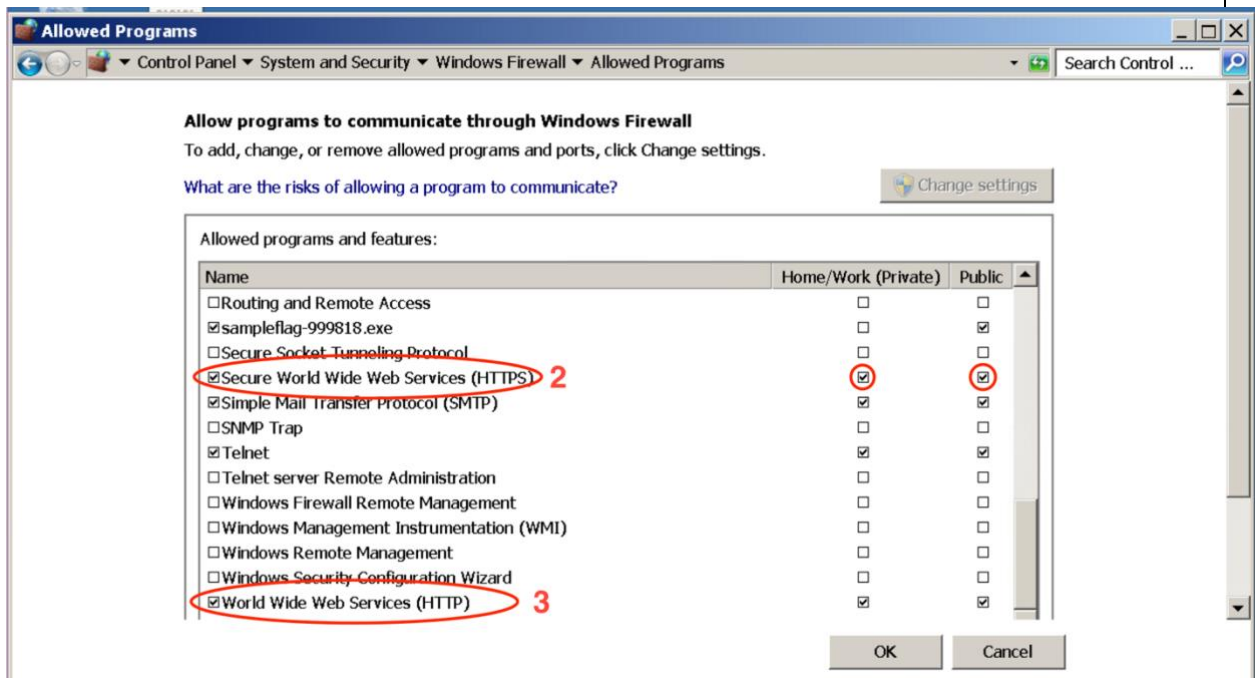 Allowed Programs
Control Panel ▾ System and Security ▾ Windows Firewall ▾ Allowed Programs Search Control ...
Allow programs to communicate through Windows Firewall
To add, change, or remove allowed programs and ports, click Change settings.
What are the risks of allowing a program to communicate? Change settings
Allowed programs and features:
Name Home/Work (Private) Public
Routing and Remote Access
sampleflag-999818.exe
Secure Socket Tunneling Protocol
Secure World Wide Web Services (HTTPS) 2
Simple Mail Transfer Protocol (SMTP)
SNMP Trap
Telnet
Telnet server Remote Administration
Windows Firewall Remote Management
Windows Management Instrumentation (WMI)
Windows Remote Management
Windows Security Configuration Wizard
World Wide Web Services (HTTP) 3
OK Cancel